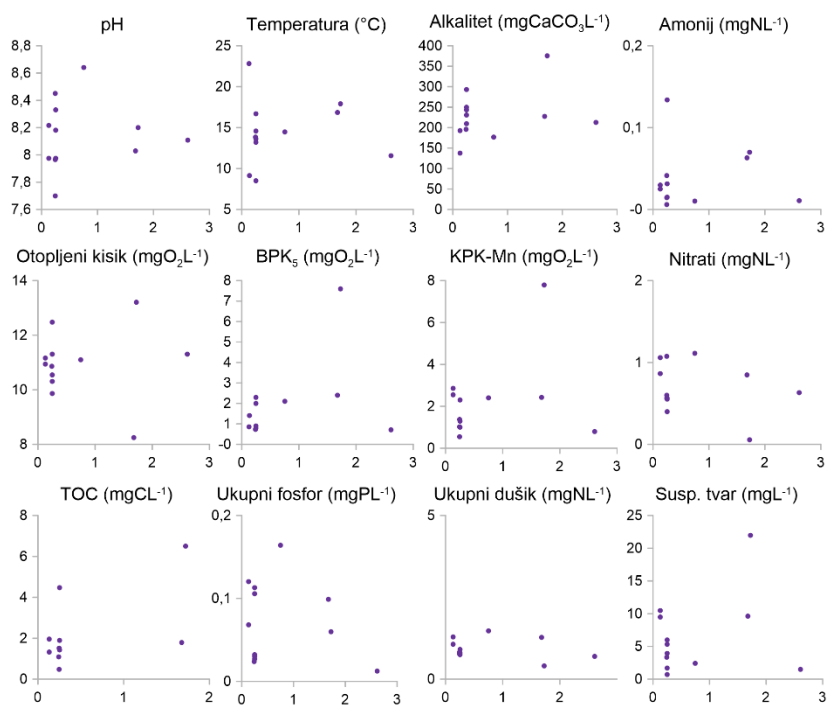 pH
8,8
8,6
8,4
8,2
8
7,8
7,6
0 1 2 3
Temperatura (°C)
25
20
15
10
5
0 1 2 3
Alkalitet (mgCaCO₃L⁻¹)
400
350
300
250
200
150
100
50
0
0 1 2 3
Amonij (mgNL⁻¹)
0,2
0,1
-0
0 1 2 3
Otopljeni kisik (mgO₂L⁻¹)
14
12
10
8
0 1 2 3
BPK₅ (mgO₂L⁻¹)
8
7
6
5
4
3
2
1
-0
0 1 2 3
KPK-Mn (mgO₂L⁻¹)
8
6
4
2
0
0 1 2 3
Nitrati (mgNL⁻¹)
2
1
0
0 1 2 3
TOC (mgCL⁻¹)
8
6
4
2
0
0 1 2
Ukupni fosfor (mgPL⁻¹)
0,2
0,1
0
0 1 2 3
Ukupni dušik (mgNL⁻¹)
5
0
0 1 2 3
Susp. tvar (mgL⁻¹)
25
20
15
10
5
0
0 1 2 3